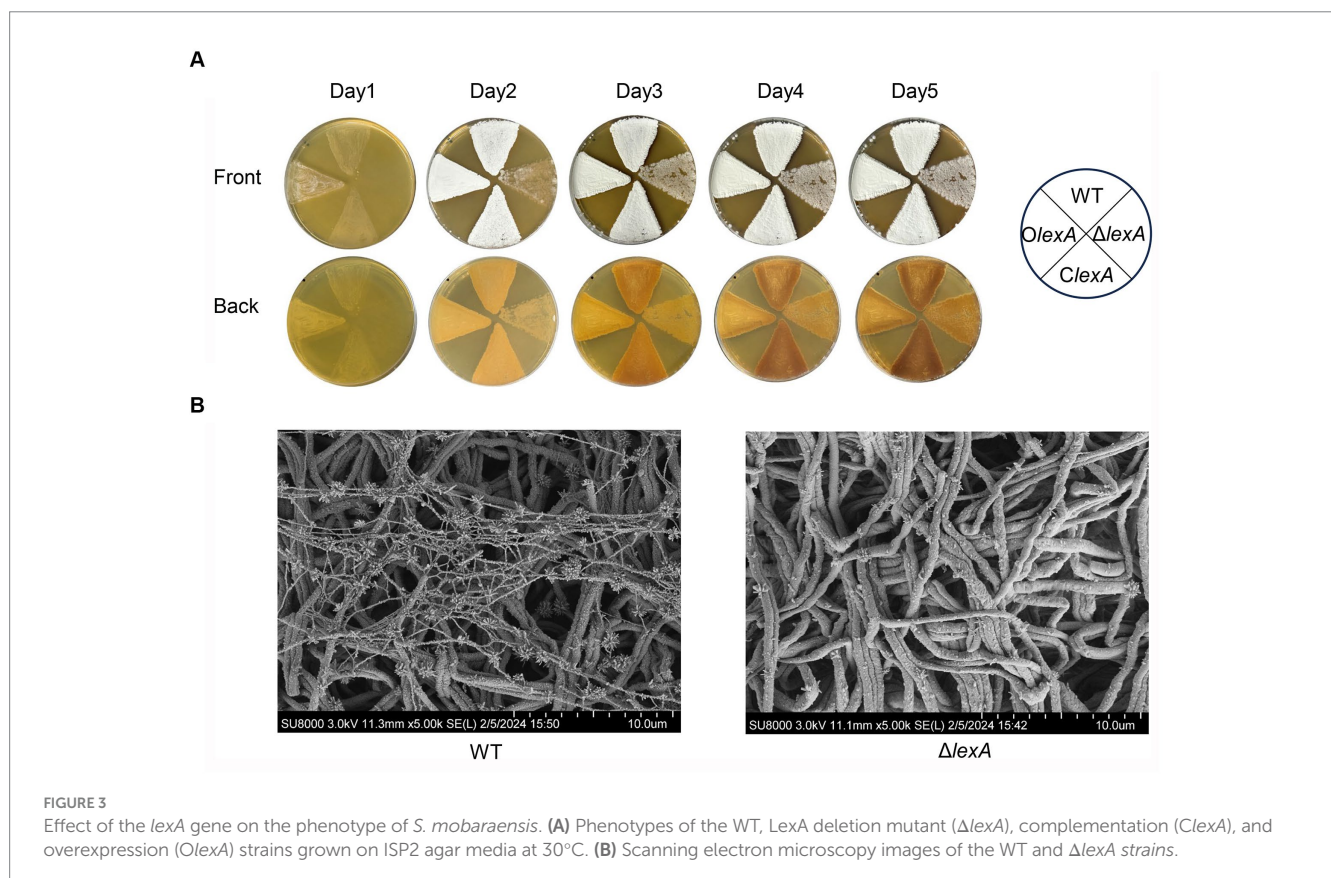 A
Day1 Day2 Day3 Day4 Day5
Front
WT
OlexA ΔlexA
ClexA
Back
B
SU8000 3.0kV 11.3mm x5.00k SE(L) 2/5/2024 15:50 10.0um
SU8000 3.0kV 11.1mm x5.00k SE(L) 2/5/2024 15:42 10.0um
WT
ΔlexA
FIGURE 3
Effect of the lexA gene on the phenotype of S. mobaraensis. (A) Phenotypes of the WT, LexA deletion mutant (ΔlexA), complementation (ClexA), and
overexpression (OlexA) strains grown on ISP2 agar media at 30°C. (B) Scanning electron microscopy images of the WT and ΔlexA strains.